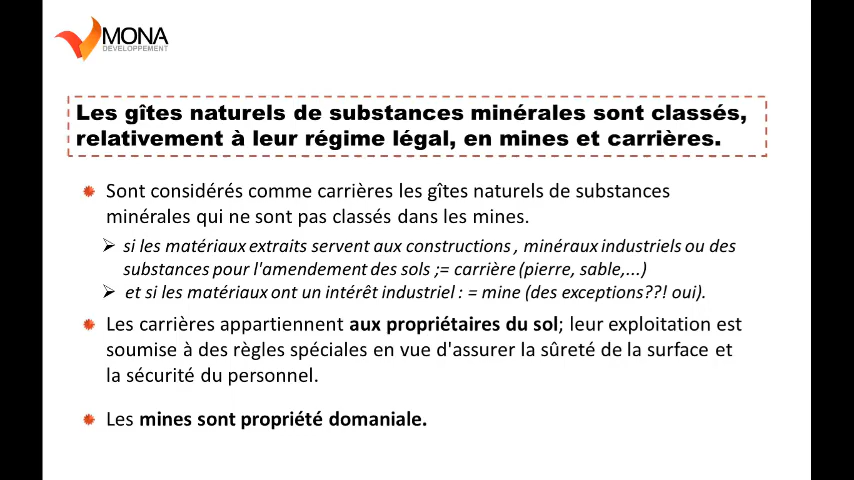 MONA
DEVELOPPEMENT
Les gîtes naturels de substances minérales sont classés,
relativement à leur régime légal, en mines et carrières.
Sont considérés comme carrières les gîtes naturels de substances
minérales qui ne sont pas classés dans les mines.
si les matériaux extraits servent aux constructions , minéraux industriels ou des
substances pour l'amendement des sols ;= carrière (pierre, sable,...)
et si les matériaux ont un intérêt industriel : = mine (des exceptions??! oui).
Les carrières appartiennent aux propriétaires du sol; leur exploitation est
soumise à des règles spéciales en vue d'assurer la sûreté de la surface et
la sécurité du personnel.
Les mines sont propriété domaniale.